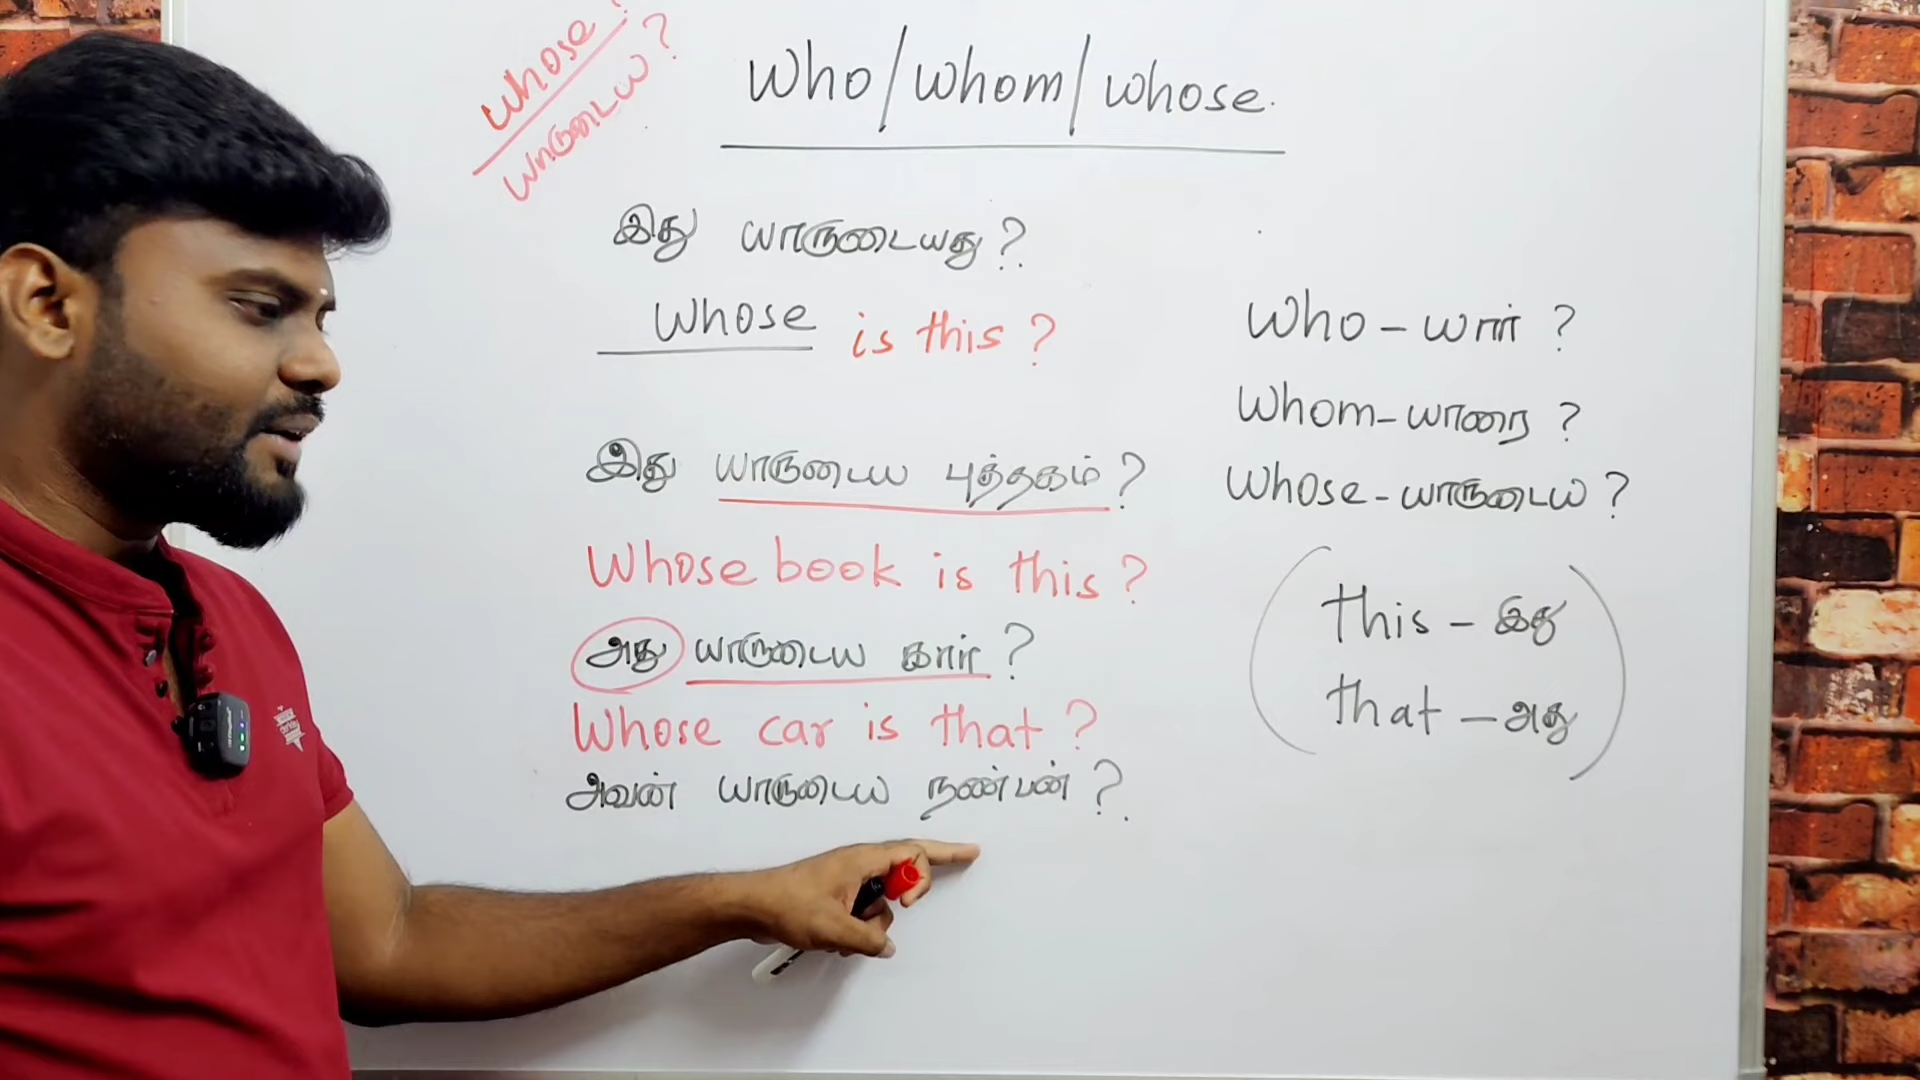 whose?
யாருடைய?
who/whom/whose.
இது யாருடையது?
whose is this?
who - யார்?
whom - யாரை?
whose - யாருடைய?
இது யாருடைய புத்தகம்?
Whose book is this?
this - இது
that - அது
அது யாருடைய கார்?
Whose car is that?
அவன் யாருடைய நண்பன்?